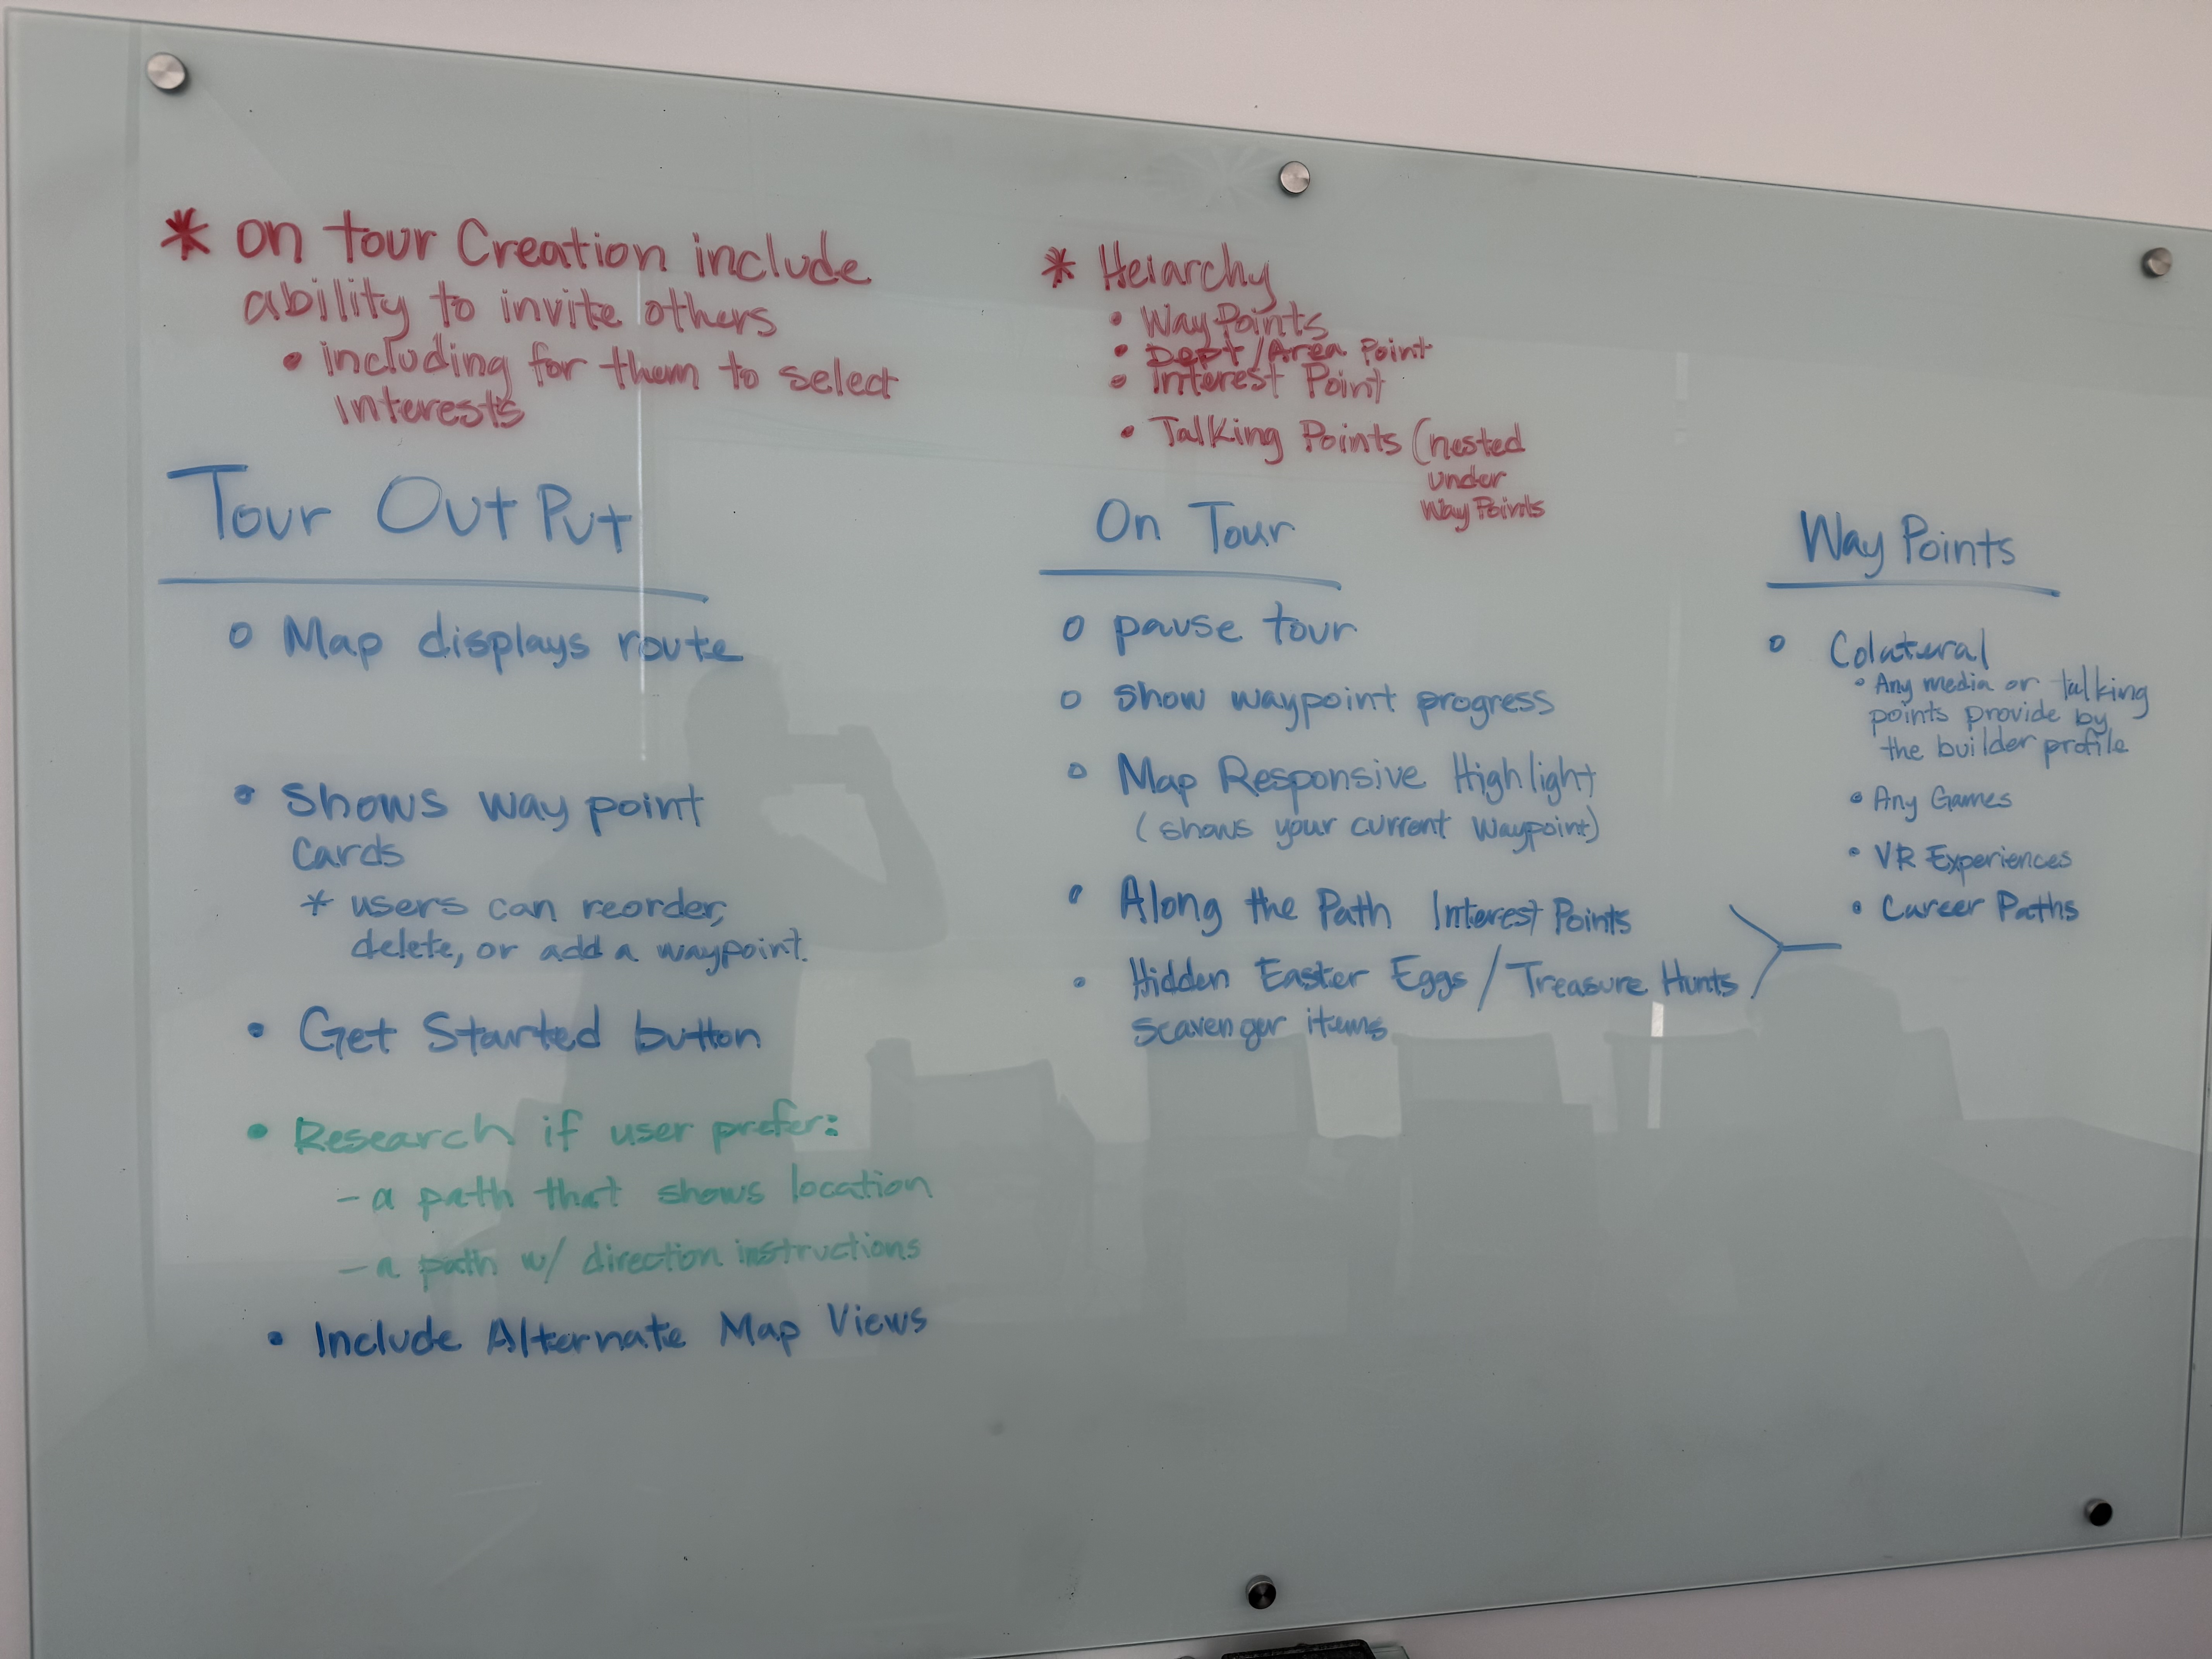 * on tour Creation include
ability to invite others
• including for them to select
interests
* Heiarchy
• Way Points
• Dept/Area Point
• Interest Point
• Talking Points (nested
under
Way Points
Tour OutPut
o Map displays route
• Shows way point
Cards
* users can reorder,
delete, or add a waypoint.
• Get Started button
• Research if user prefer:
- a path that shows location
- a path w/ direction instructions
• Include Alternate Map Views
On Tour
o pause tour
o Show waypoint progress
o Map Responsive Highlight
(shows your current Waypoint)
• Along the Path Interest Points
• Hidden Easter Eggs / Treasure Hunts
Scavenger items
Way Points
o Colateral
• Any media or talking
points provide by
the builder profile
• Any Games
• VR Experiences
• Career Paths